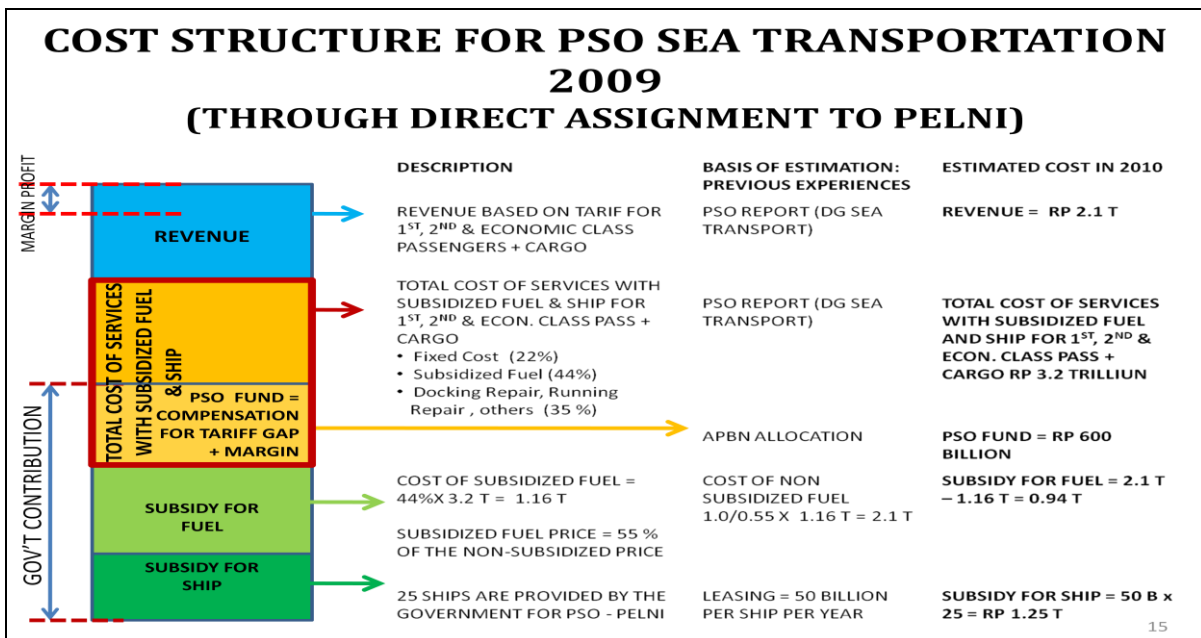 COST STRUCTURE FOR PSO SEA TRANSPORTATION
2009
(THROUGH DIRECT ASSIGNMENT TO PELNI)
DESCRIPTION
BASIS OF ESTIMATION:
PREVIOUS EXPERIENCES
ESTIMATED COST IN 2010
MARGIN PROFIT
REVENUE
REVENUE BASED ON TARIF FOR
1ST, 2ND & ECONOMIC CLASS
PASSENGERS + CARGO
PSO REPORT (DG SEA
TRANSPORT)
REVENUE = RP 2.1 T
TOTAL COST OF SERVICES
WITH SUBSIDIZED FUEL
& SHIP
TOTAL COST OF SERVICES WITH
SUBSIDIZED FUEL & SHIP FOR
1ST, 2ND & ECON. CLASS PASS +
CARGO
• Fixed Cost (22%)
• Subsidized Fuel (44%)
• Docking Repair, Running
Repair , others (35 %)
PSO REPORT (DG SEA
TRANSPORT)
TOTAL COST OF SERVICES
WITH SUBSIDIZED FUEL
AND SHIP FOR 1ST, 2ND &
ECON. CLASS PASS +
CARGO RP 3.2 TRILLIUN
GOV'T CONTRIBUTION
PSO FUND =
COMPENSATION
FOR TARIFF GAP
+ MARGIN
APBN ALLOCATION
PSO FUND = RP 600
BILLION
SUBSIDY FOR
FUEL
COST OF SUBSIDIZED FUEL =
44%X 3.2 T = 1.16 T
SUBSIDIZED FUEL PRICE = 55 %
OF THE NON-SUBSIDIZED PRICE
COST OF NON
SUBSIDIZED FUEL
1.0/0.55 X 1.16 T = 2.1 T
SUBSIDY FOR FUEL = 2.1 T
– 1.16 T = 0.94 T
SUBSIDY FOR
SHIP
25 SHIPS ARE PROVIDED BY THE
GOVERNMENT FOR PSO - PELNI
LEASING = 50 BILLION
PER SHIP PER YEAR
SUBSIDY FOR SHIP = 50 B x
25 = RP 1.25 T
15